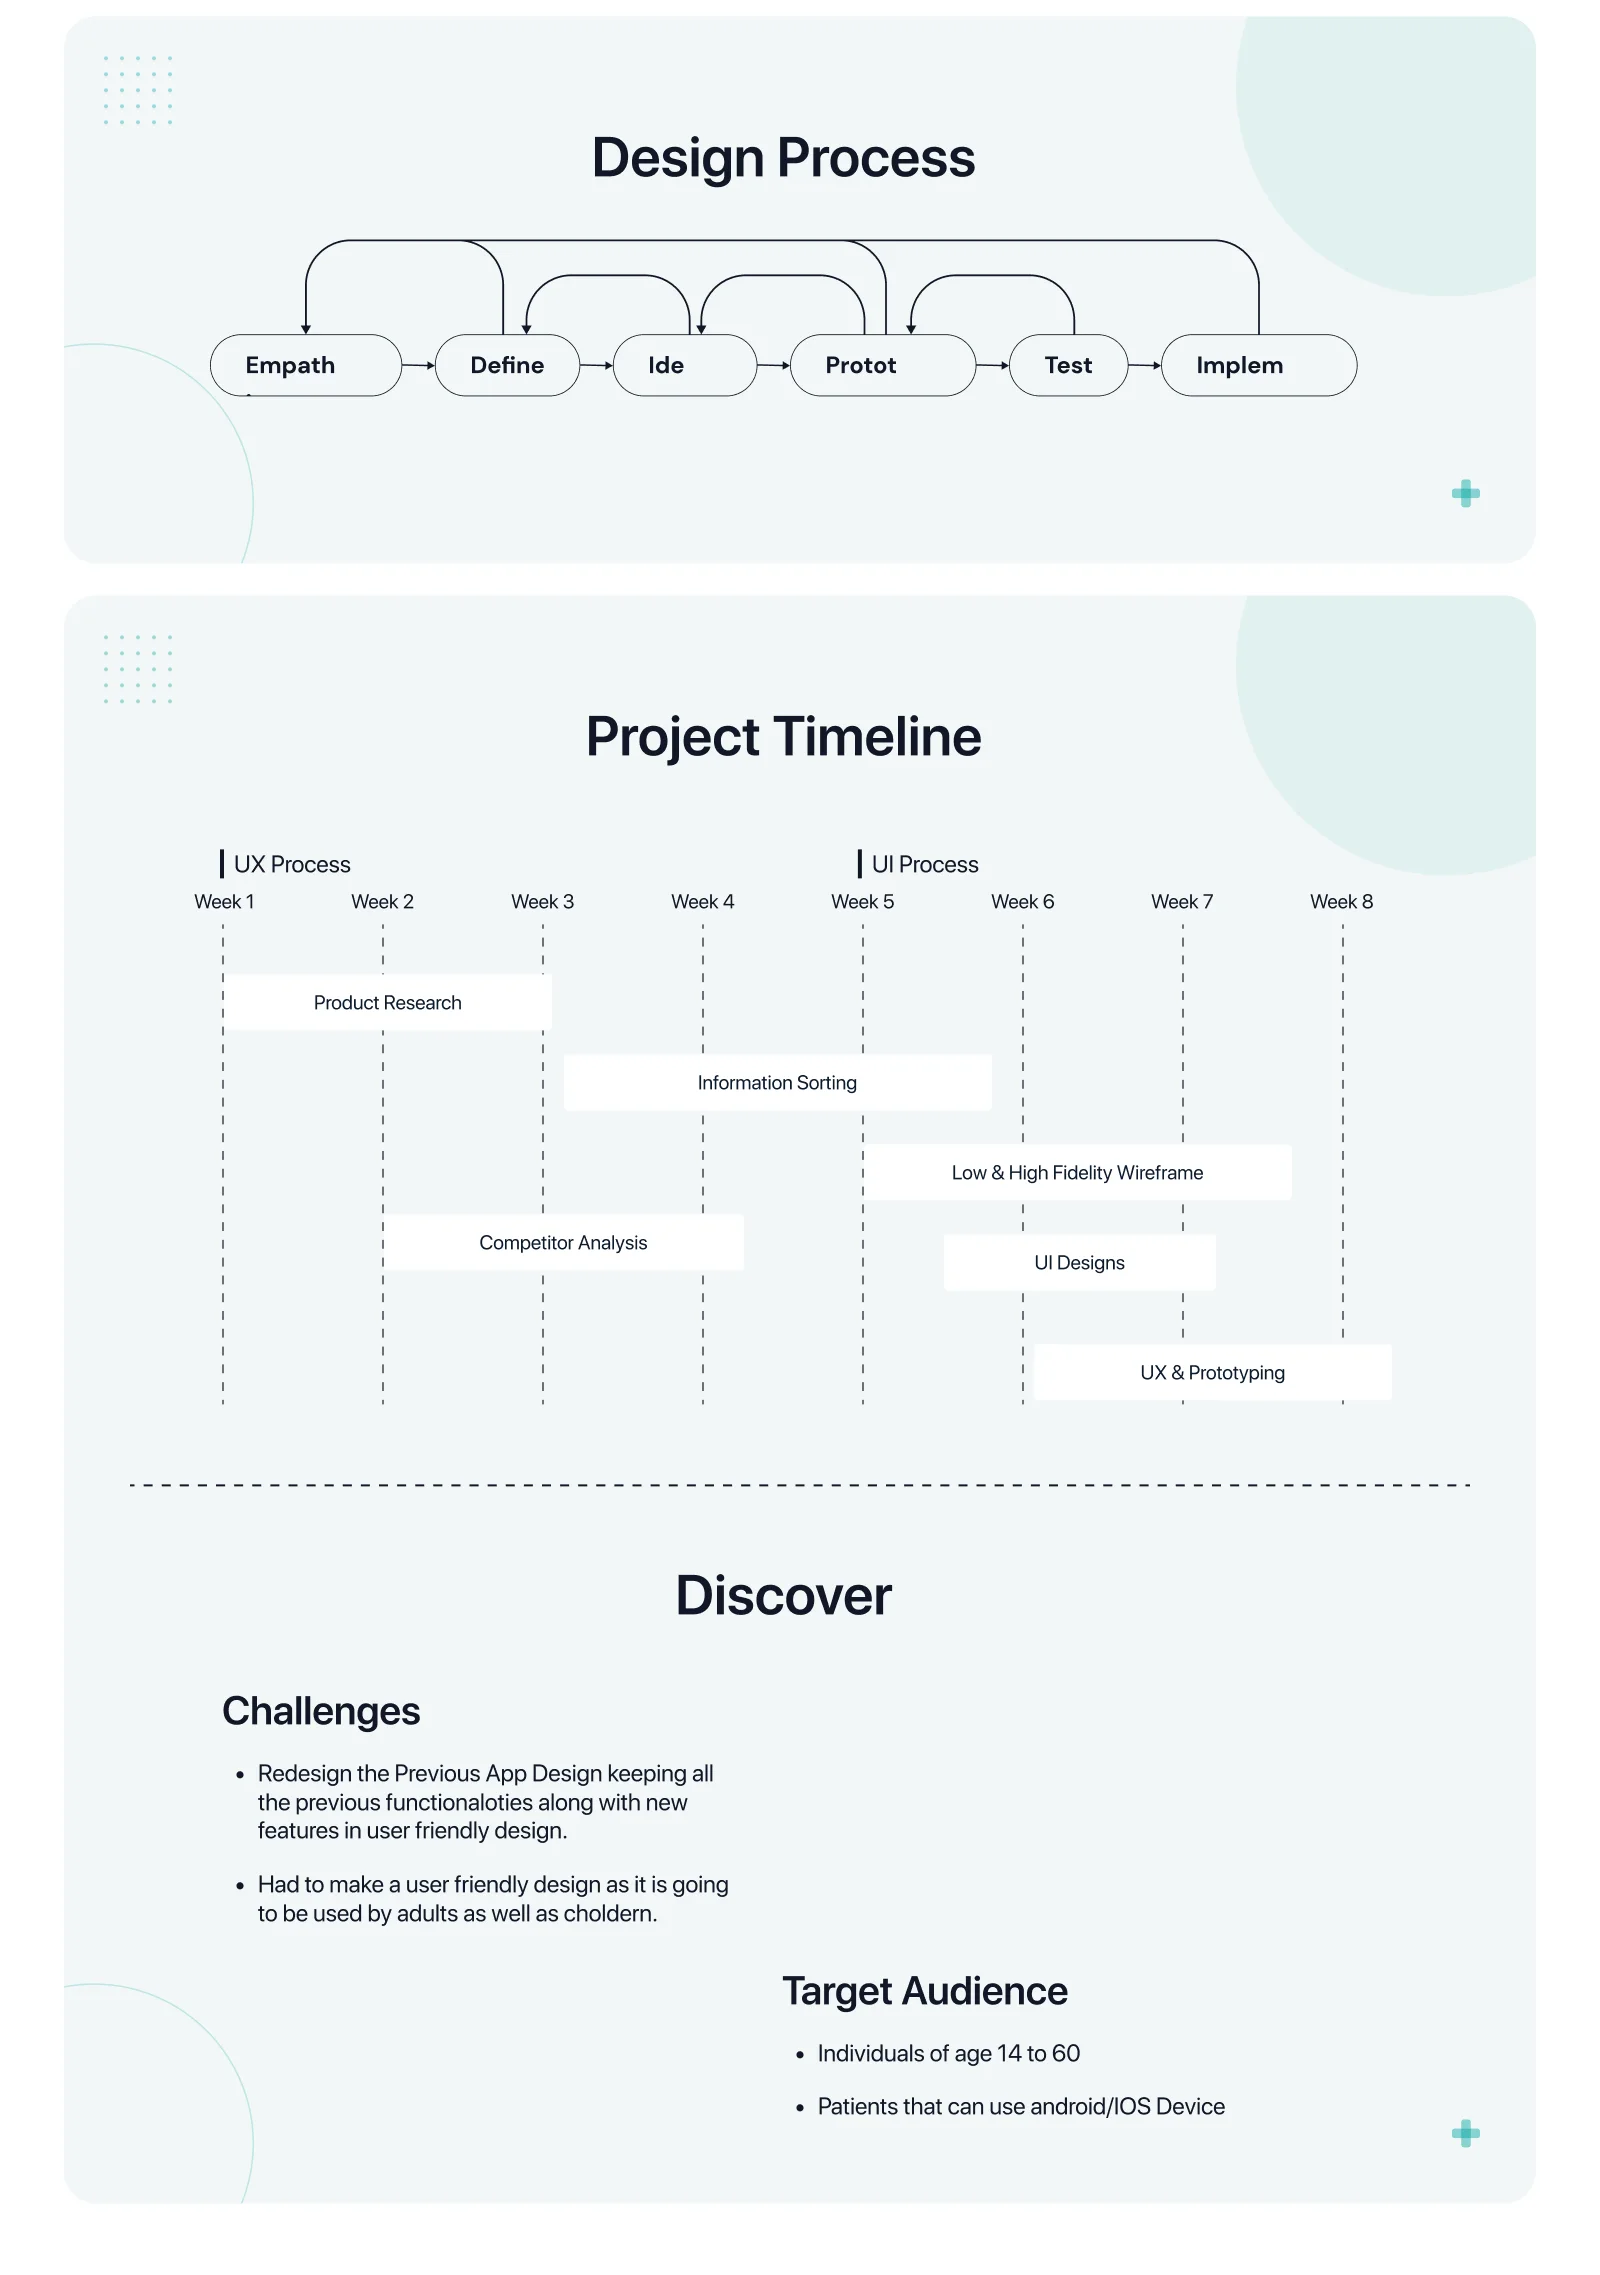 Design Process
Empath
Define
Ide
Protot
Test
Implem
Project Timeline
UX Process
UI Process
Week 1
Week 2
Week 3
Week 4
Week 5
Week 6
Week 7
Week 8
Product Research
Information Sorting
Low & High Fidelity Wireframe
Competitor Analysis
UI Designs
UX & Prototyping
Discover
Challenges
• Redesign the Previous App Design keeping all
the previous functionaloties along with new
features in user friendly design.
• Had to make a user friendly design as it is going
to be used by adults as well as choldern.
Target Audience
• Individuals of age 14 to 60
• Patients that can use android/IOS Device